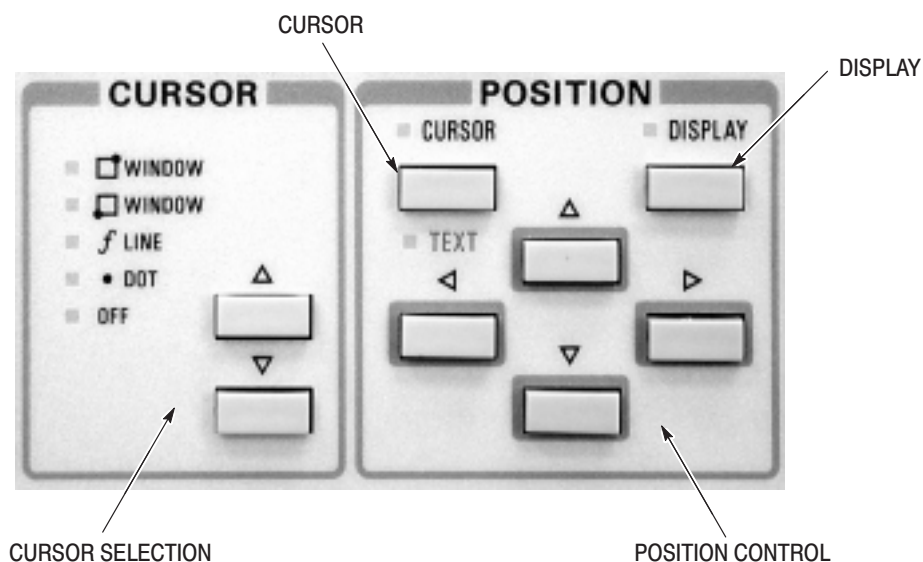 CURSOR
DISPLAY
CURSOR
POSITION
CURSOR
DISPLAY
WINDOW
WINDOW
f LINE
TEXT
• DOT
OFF
CURSOR SELECTION
POSITION CONTROL